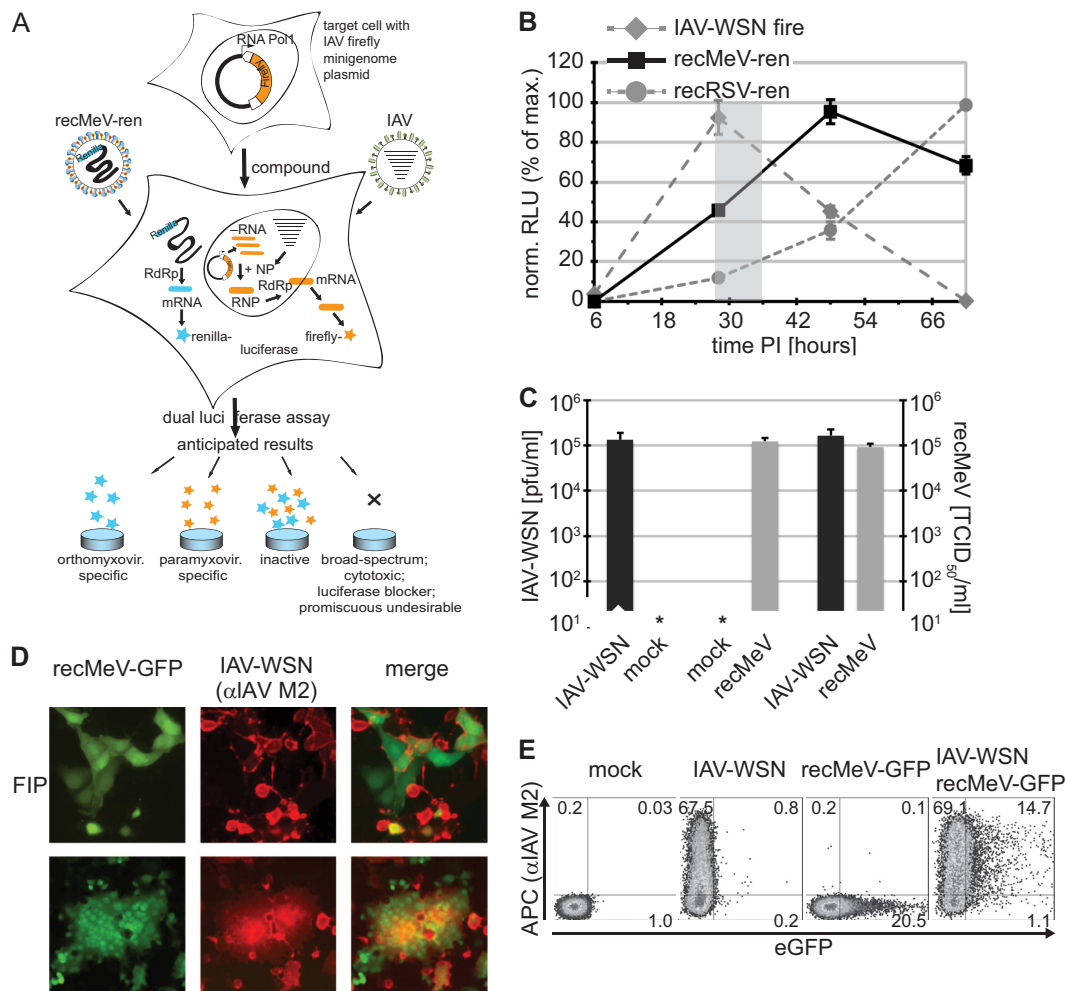 A
RNA Pol1
Firefly
target cell with
IAV firefly
minigenome
plasmid
recMeV-ren
IAV
Renilla
compound
Renilla
–RNA
+ NP
RdRp
RdRp
mRNA
mRNA
RNP
renilla-
firefly-
luciferase
dual luciferase assay
anticipated results
orthomyxovir.
specific
paramyxovir.
specific
inactive
broad-spectrum;
cytotoxic;
luciferase blocker;
promiscuous undesirable
B
IAV-WSN fire
recMeV-ren
recRSV-ren
norm. RLU (% of max.)
120
100
80
60
40
20
0
6 18 30 42 54 66
time PI [hours]
C
IAV-WSN [pfu/ml]
10⁶
10⁵
10⁴
10³
10²
10¹
recMeV [TCID₅₀/ml]
10⁶
10⁵
10⁴
10³
10²
10¹
* *
IAV-WSN
mock
mock
recMeV
IAV-WSN
recMeV
D
recMeV-GFP
IAV-WSN
(αIAV M2)
merge
FIP
E
mock
IAV-WSN
recMeV-GFP
IAV-WSN
recMeV-GFP
APC (αIAV M2)
0.2 0.03
67.5 0.8
0.2 0.1
69.1 14.7
1.0
0.2
20.5
1.1
eGFP